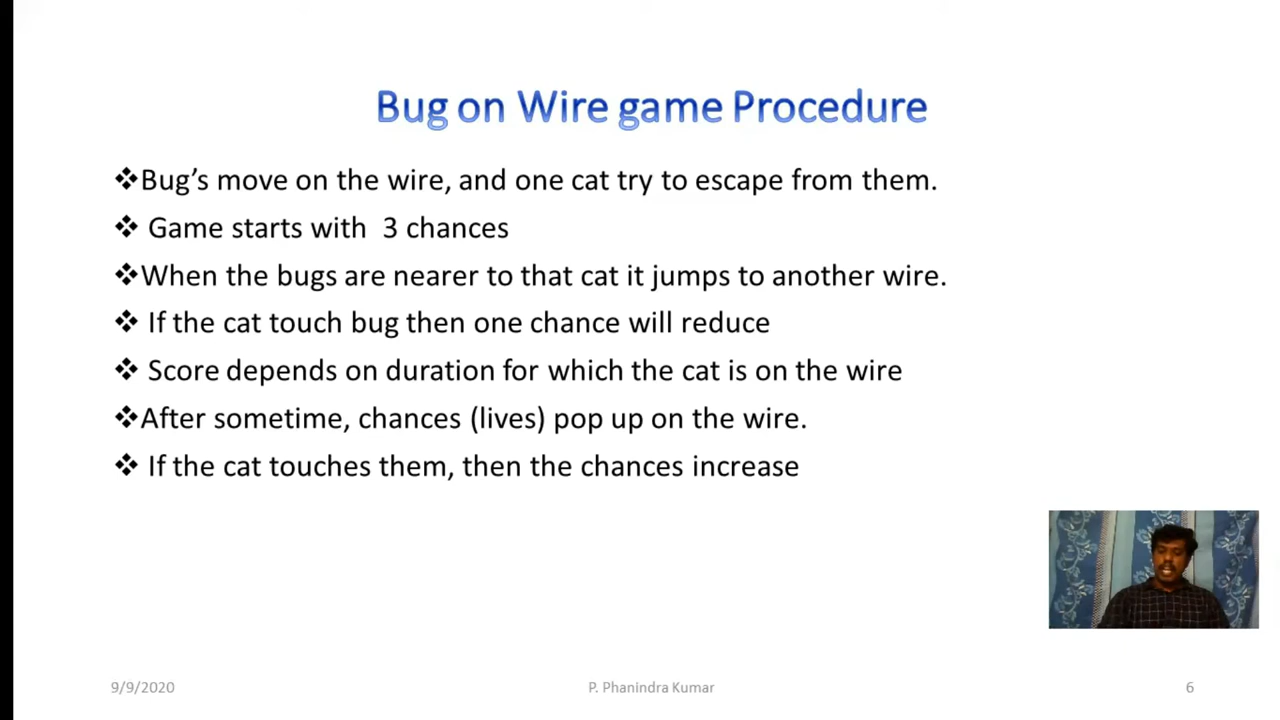 Bug on Wire game Procedure
❖Bug’s move on the wire, and one cat try to escape from them.
❖ Game starts with 3 chances
❖When the bugs are nearer to that cat it jumps to another wire.
❖ If the cat touch bug then one chance will reduce
❖ Score depends on duration for which the cat is on the wire
❖After sometime, chances (lives) pop up on the wire.
❖ If the cat touches them, then the chances increase
9/9/2020
P. Phanindra Kumar
6